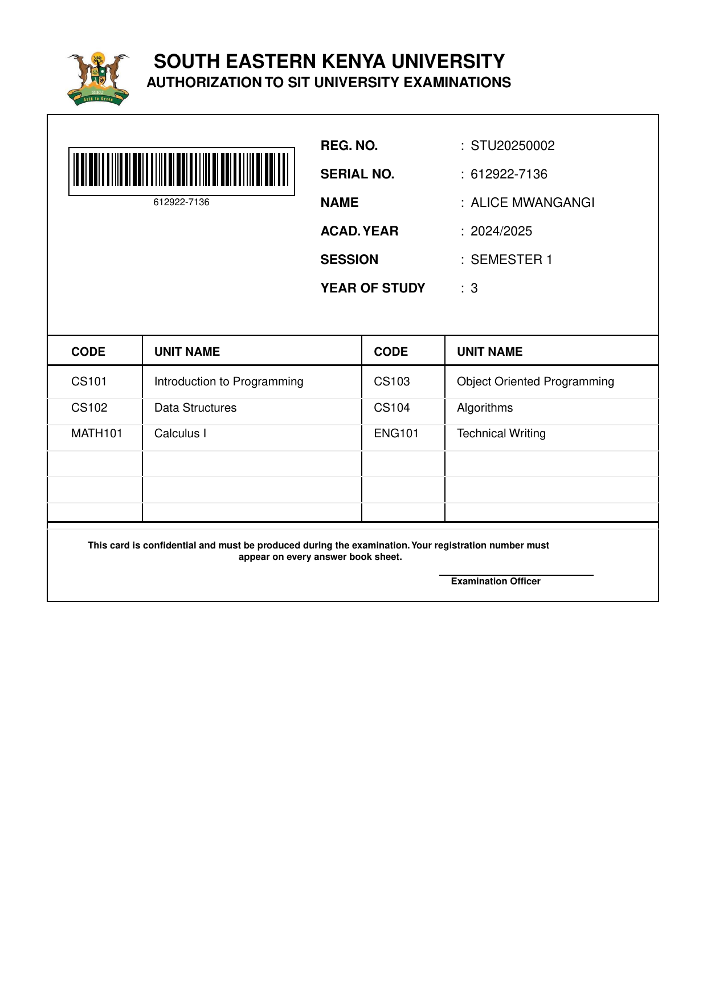 SOUTH EASTERN KENYA UNIVERSITY
AUTHORIZATION TO SIT UNIVERSITY EXAMINATIONS
SEKU
Arid to Green
612922-7136
REG. NO. : STU20250002
SERIAL NO. : 612922-7136
NAME : ALICE MWANGANGI
ACAD. YEAR : 2024/2025
SESSION : SEMESTER 1
YEAR OF STUDY : 3
CODE UNIT NAME CODE UNIT NAME
CS101 Introduction to Programming CS103 Object Oriented Programming
CS102 Data Structures CS104 Algorithms
MATH101 Calculus I ENG101 Technical Writing
This card is confidential and must be produced during the examination. Your registration number must
appear on every answer book sheet.
Examination Officer